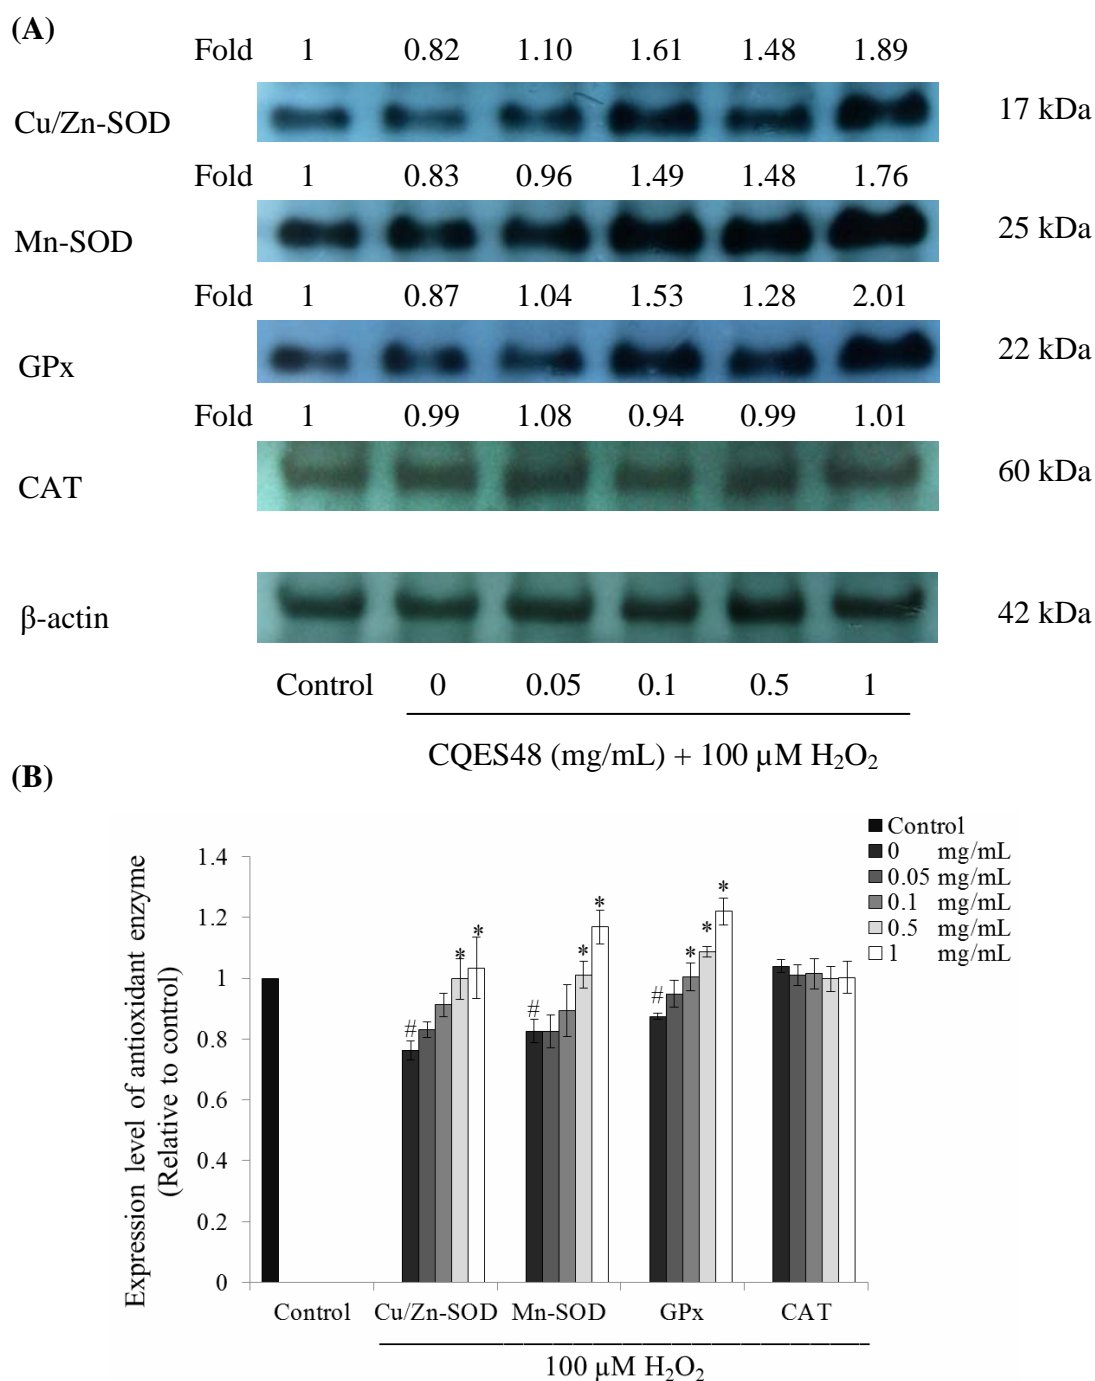 (A)
Fold 1 0.82 1.10 1.61 1.48 1.89
Cu/Zn-SOD 17 kDa
Fold 1 0.83 0.96 1.49 1.48 1.76
Mn-SOD 25 kDa
Fold 1 0.87 1.04 1.53 1.28 2.01
GPx 22 kDa
Fold 1 0.99 1.08 0.94 0.99 1.01
CAT 60 kDa
β-actin 42 kDa
Control 0 0.05 0.1 0.5 1
CQES48 (mg/mL) + 100 µM H₂O₂
(B)
Control
0 mg/mL
0.05 mg/mL
0.1 mg/mL
0.5 mg/mL
1 mg/mL
Expression level of antioxidant enzyme
(Relative to control)
1.4
1.2
1
0.8
0.6
0.4
0.2
0
# * *
# * *
# * * *
Control Cu/Zn-SOD Mn-SOD GPx CAT
100 µM H₂O₂